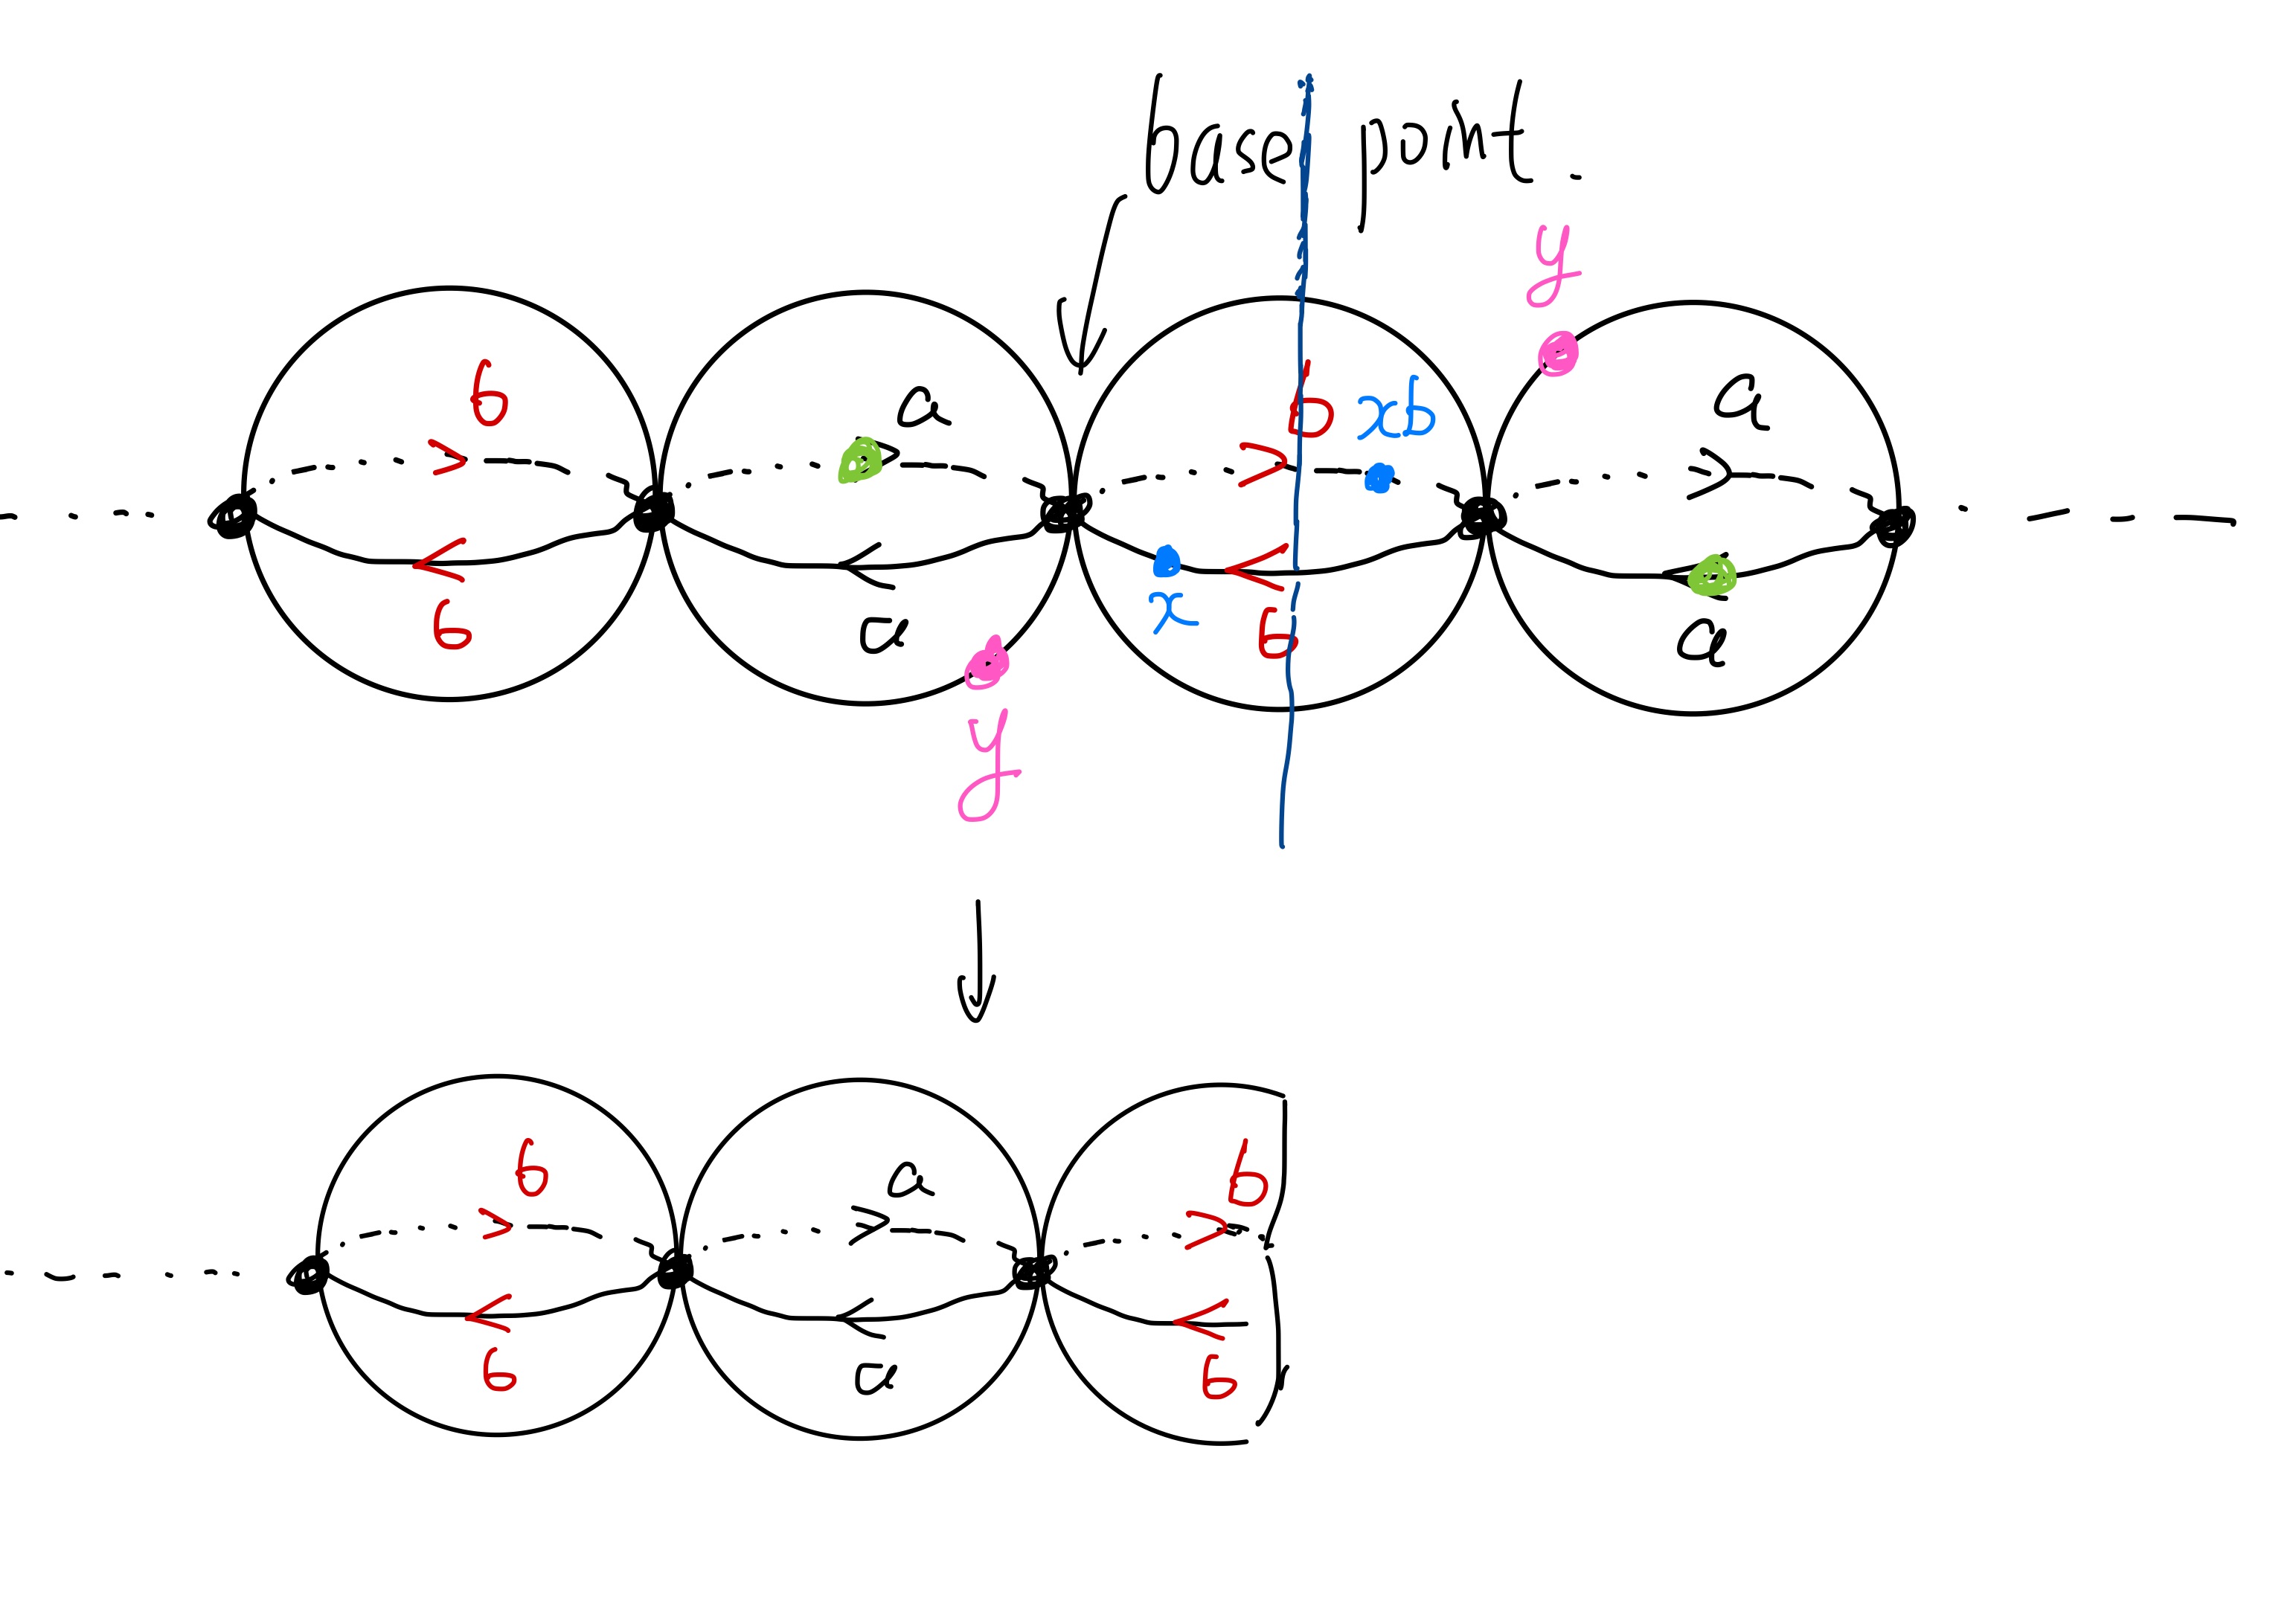 base point.
y
b a b xb a
x
b a b a
y
b a b
b a b